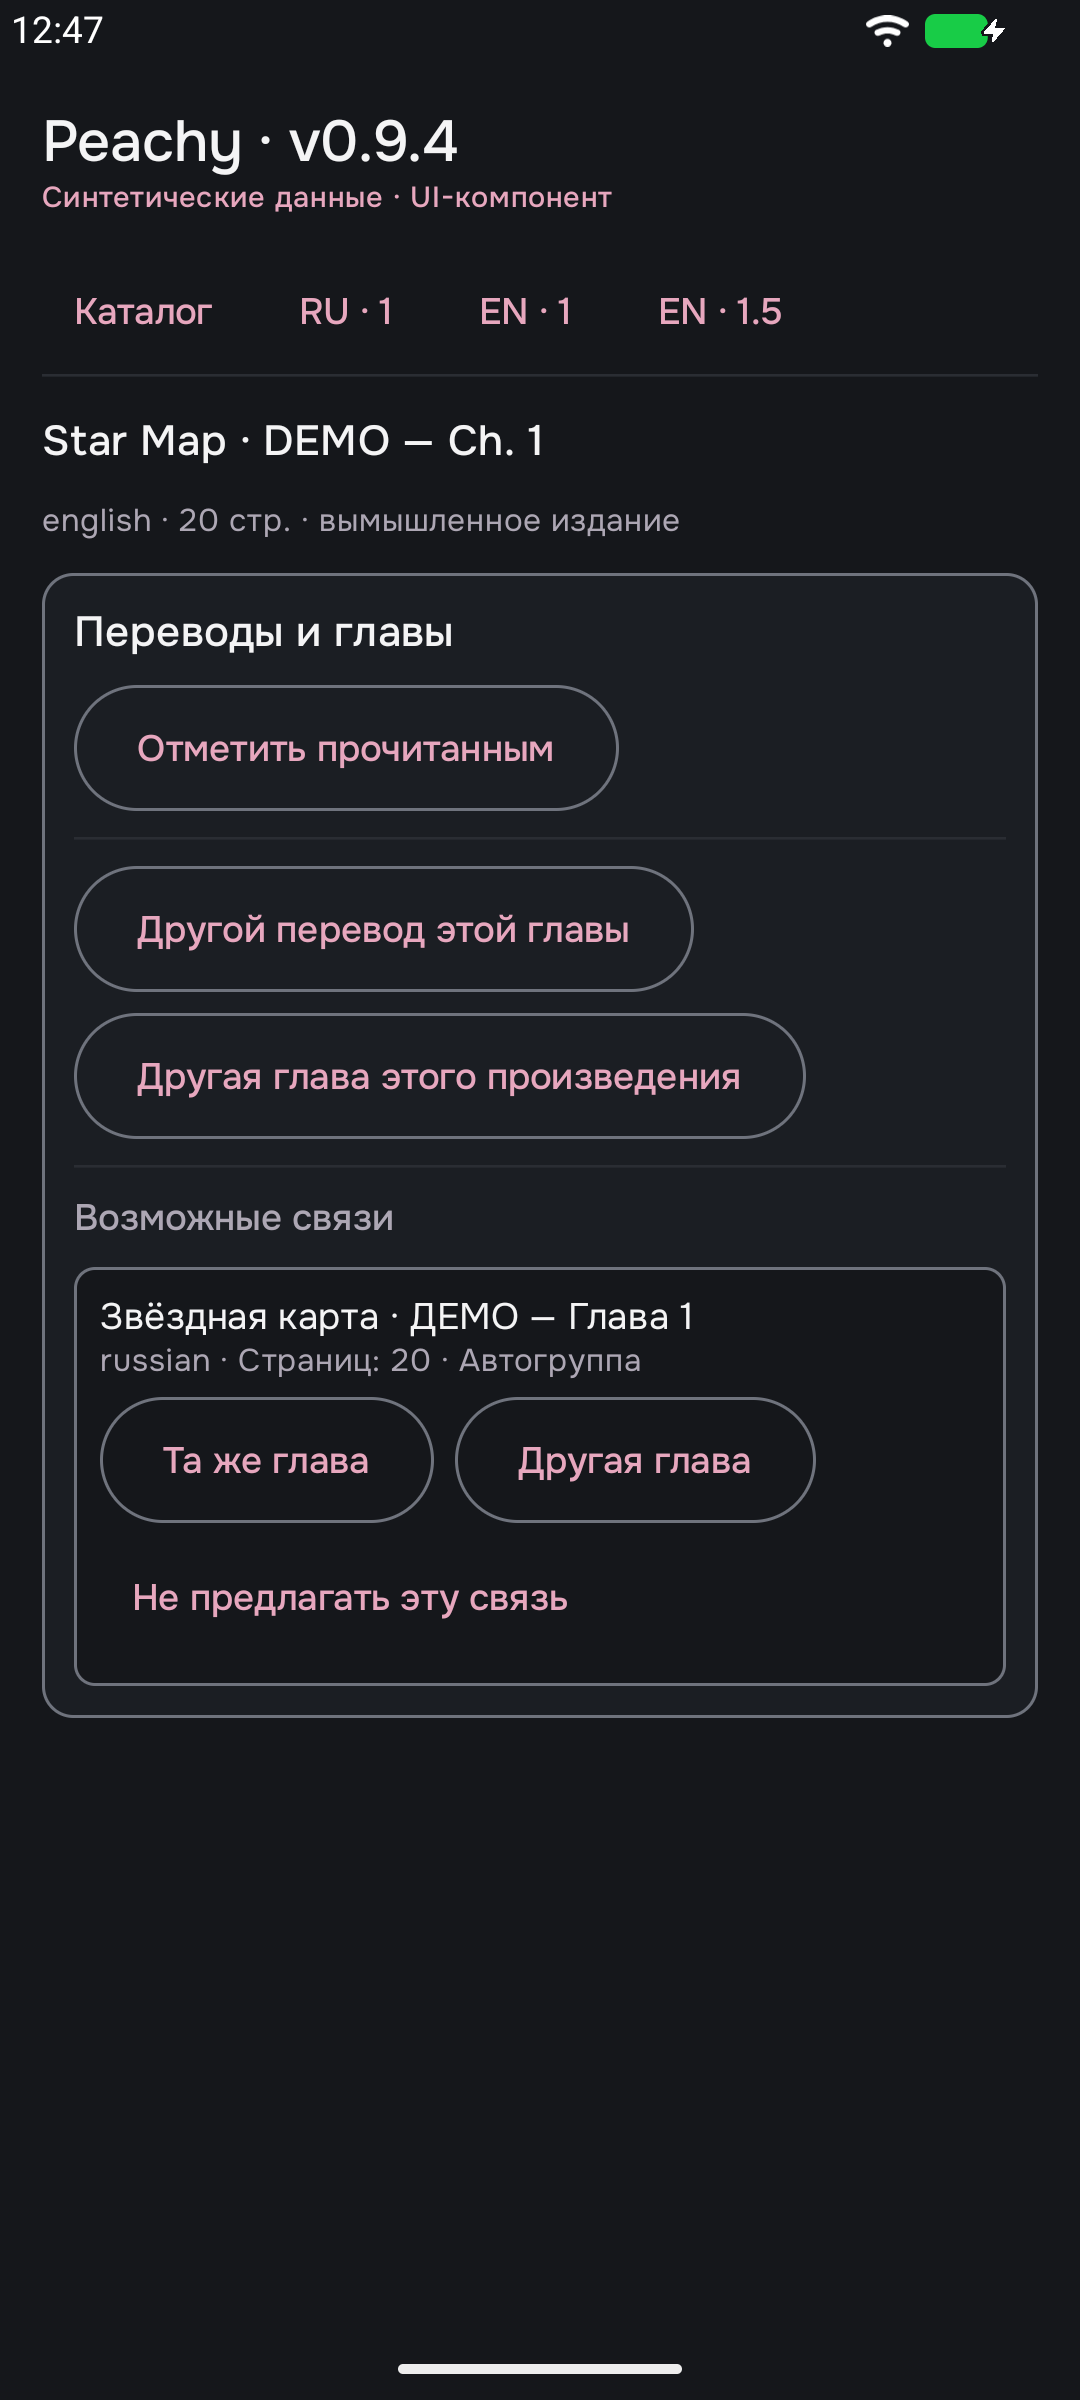 12:47
Peachy · v0.9.4
Синтетические данные · UI-компонент
Каталог RU · 1 EN · 1 EN · 1.5
Star Map · DEMO — Ch. 1
english · 20 стр. · вымышленное издание
Переводы и главы
Отметить прочитанным
Другой перевод этой главы
Другая глава этого произведения
Возможные связи
Звёздная карта · ДЕМО — Глава 1
russian · Страниц: 20 · Автогруппа
Та же глава Другая глава
Не предлагать эту связь